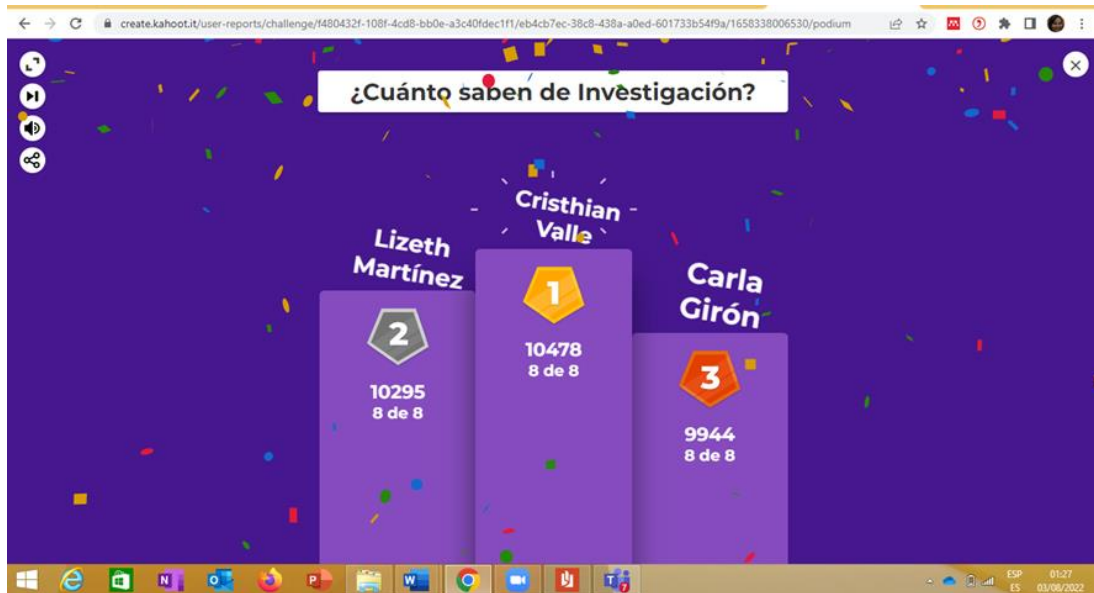 create.kahoot.it/user-reports/challenge/f480432f-108f-4cd8-bb0e-a3c40fdec1f1/eb4cb7ec-38c8-438a-a0ed-601733b54f9a/1658338006530/podium
¿Cuánto saben de Investigación?
Cristhian
Valle
1
10478
8 de 8
Lizeth
Martínez
2
10295
8 de 8
Carla
Girón
3
9944
8 de 8
ESP
ES
01:27
03/08/2022